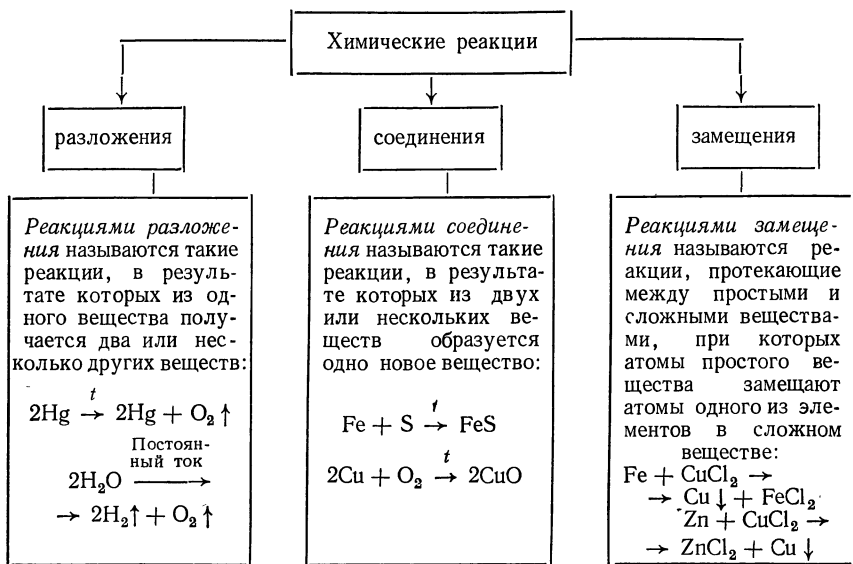 Химические реакции
разложения
соединения
замещения
Реакциями разложе-
ния называются такие
реакции, в резуль-
тате которых из од-
ного вещества полу-
чается два или нес-
колько других веществ:
t
2Hg → 2Hg + O₂ ↑
Постоян-
ный ток
2H₂O ⟶
→ 2H₂↑ + O₂ ↑
Реакциями соедине-
ния называются такие
реакции, в результа-
те которых из двух
или нескольких ве-
ществ образуется
одно новое вещество:
t
Fe + S → FeS
t
2Cu + O₂ → 2CuO
Реакциями замеще-
ния называются ре-
акции, протекающие
между простыми и
сложными вещества-
ми, при которых
атомы простого ве-
щества замещают
атомы одного из эле-
ментов в сложном
веществе:
Fe + CuCl₂ →
→ Cu ↓ + FeCl₂
Zn + CuCl₂ →
→ ZnCl₂ + Cu ↓